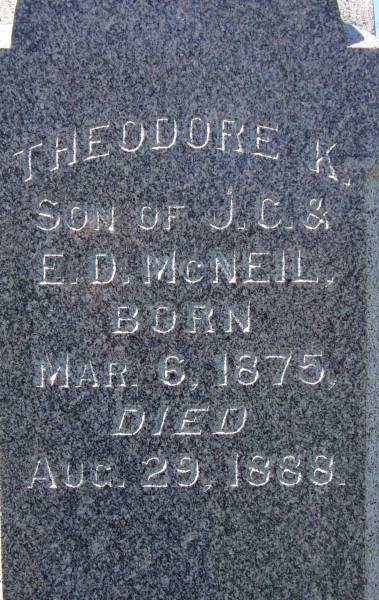 THEODORE K.
SON OF J.C. &
E.D. MCNEIL.
BORN
MAR. 6, 1875,
DIED
AUG. 29, 1888.